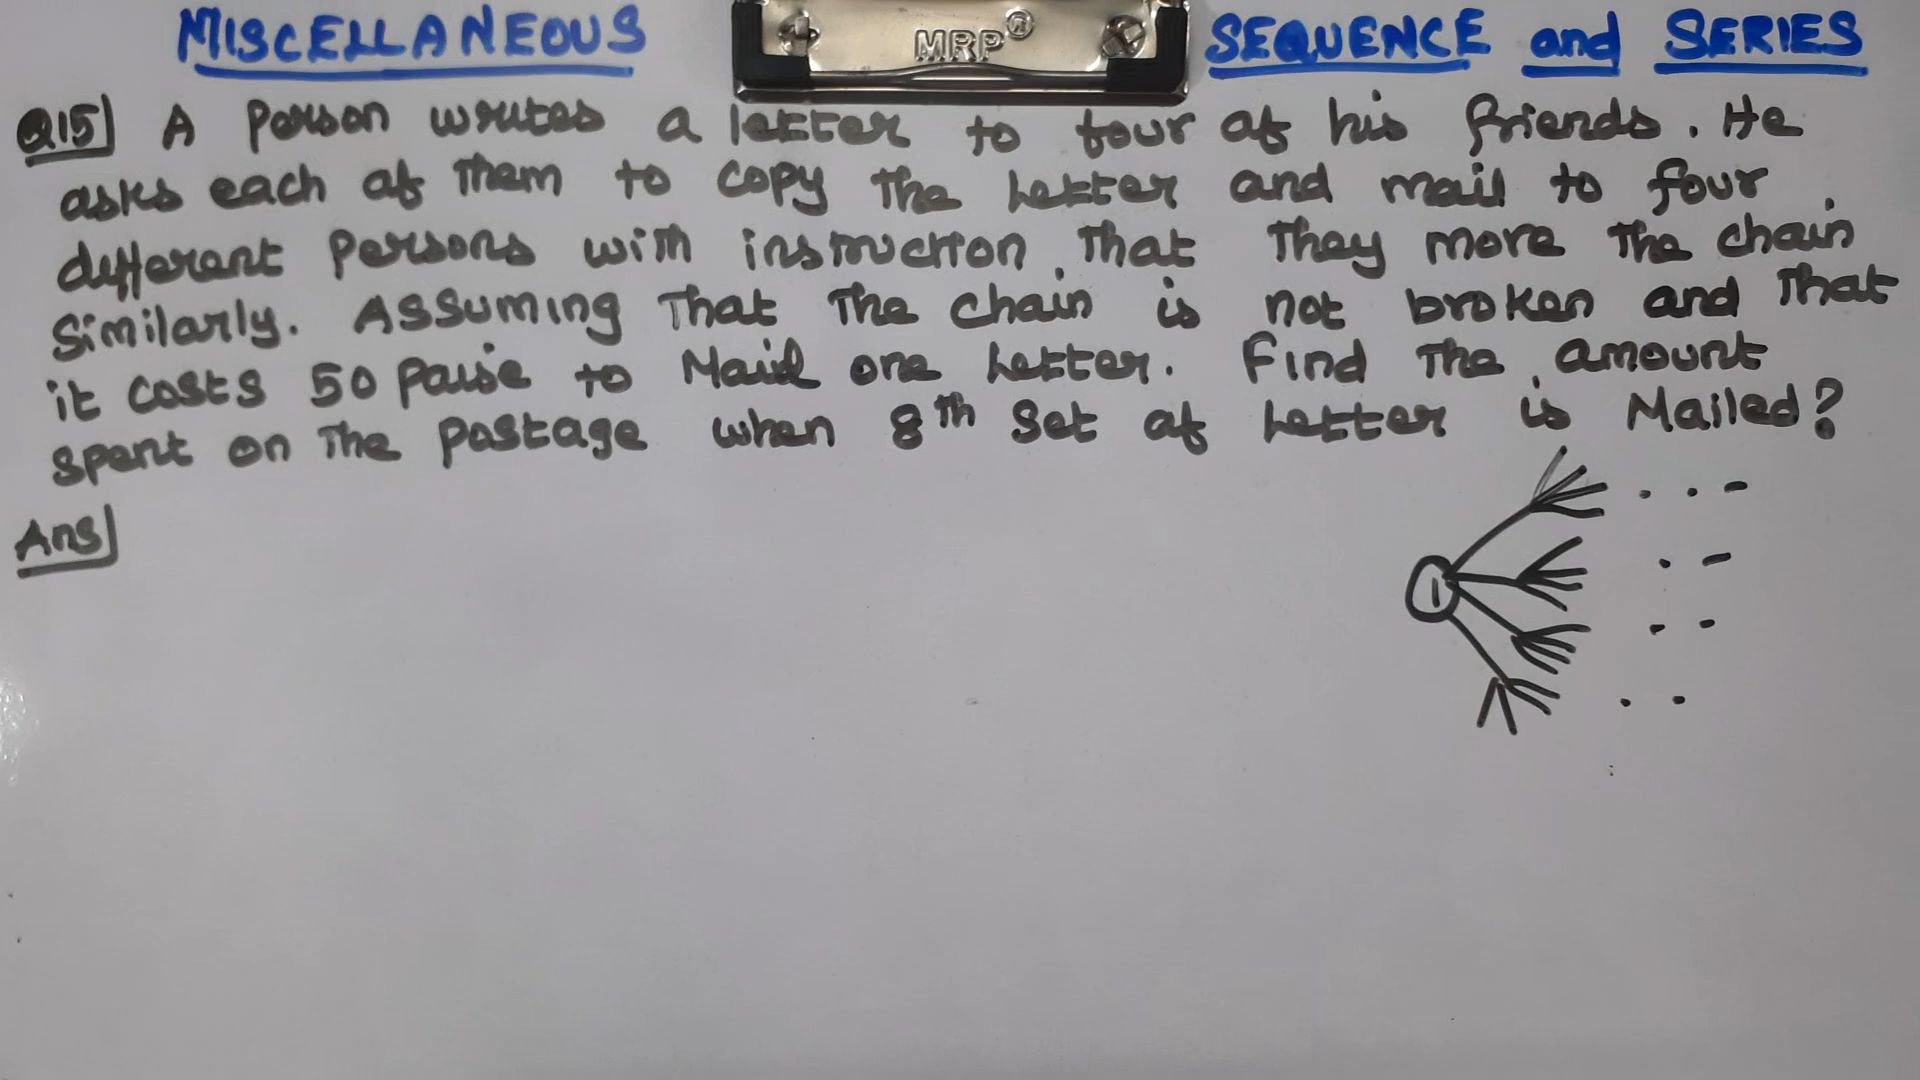 MISCELLANEOUS
MRP®
SEQUENCE and SERIES
Q15] A Person writes a letter to four of his friends. He
asks each of them to copy the letter and mail to four
different Persons with instruction that they move the chain
similarly. Assuming that the chain is not broken and that
it costs 50 paise to Mail one letter. Find the amount
spent on the postage when 8th set of letter is Mailed?
Ans]
1